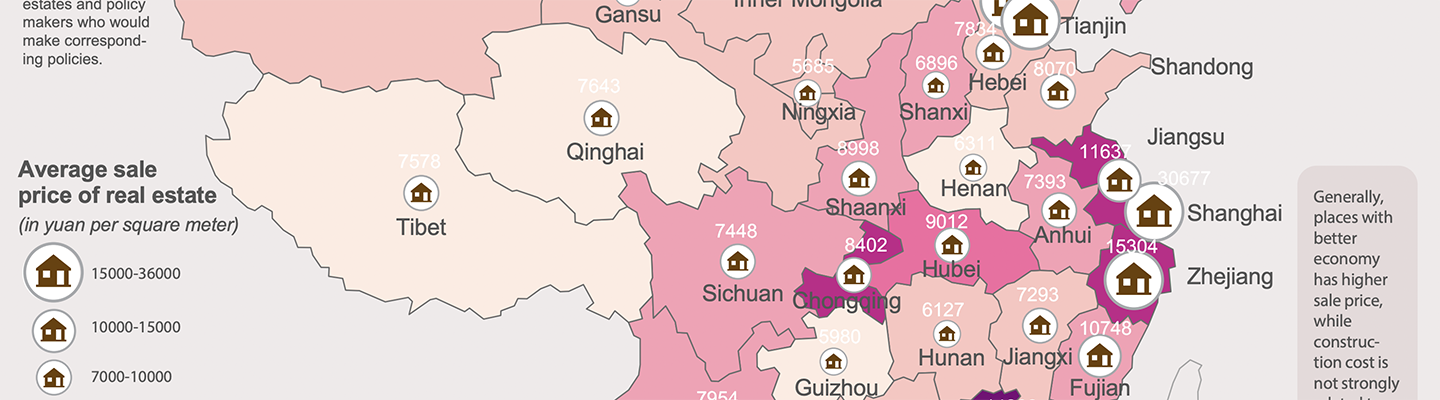 estates and policy
makers who would
make correspond-
ing policies.
Gansu
Inner Mongolia
Tianjin
7834
Hebei
6896
Shanxi
8070
Shandong
5685
Ningxia
7643
Qinghai
7578
Tibet
8998
Shaanxi
6311
Henan
Jiangsu
11637
30677
Shanghai
7393
Anhui
15304
Zhejiang
9012
Hubei
8402
Chongqing
7448
Sichuan
6127
Hunan
7293
Jiangxi
10748
Fujian
5980
Guizhou
7954
Average sale
price of real estate
(in yuan per square meter)
15000-36000
10000-15000
7000-10000
Generally,
places with
better
economy
has higher
sale price,
while
construc-
tion cost is
not strongly